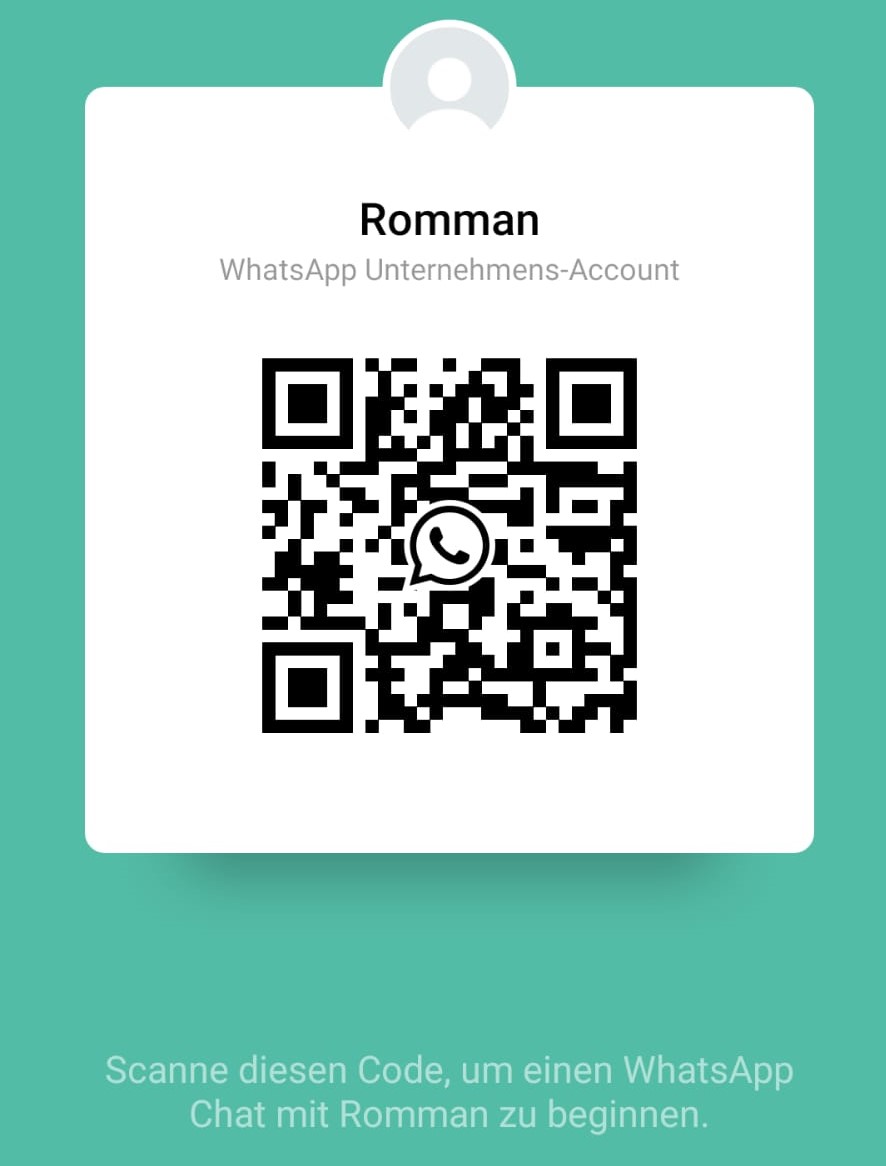 Romman
WhatsApp Unternehmens-Account
Scanne diesen Code, um einen WhatsApp
Chat mit Romman zu beginnen.